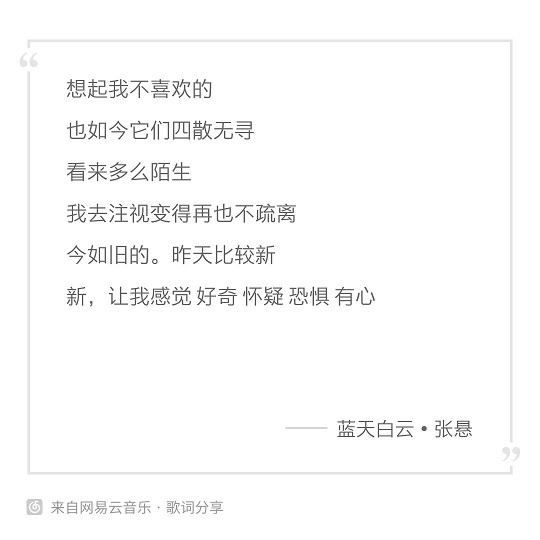 “
想起我不喜欢的
也如今它们四散无寻
看来多么陌生
我去注视变得再也不疏离
今如旧的。昨天比较新
新，让我感觉 好奇 怀疑 恐惧 有心
—— 蓝天白云 • 张悬
”
来自网易云音乐 · 歌词分享